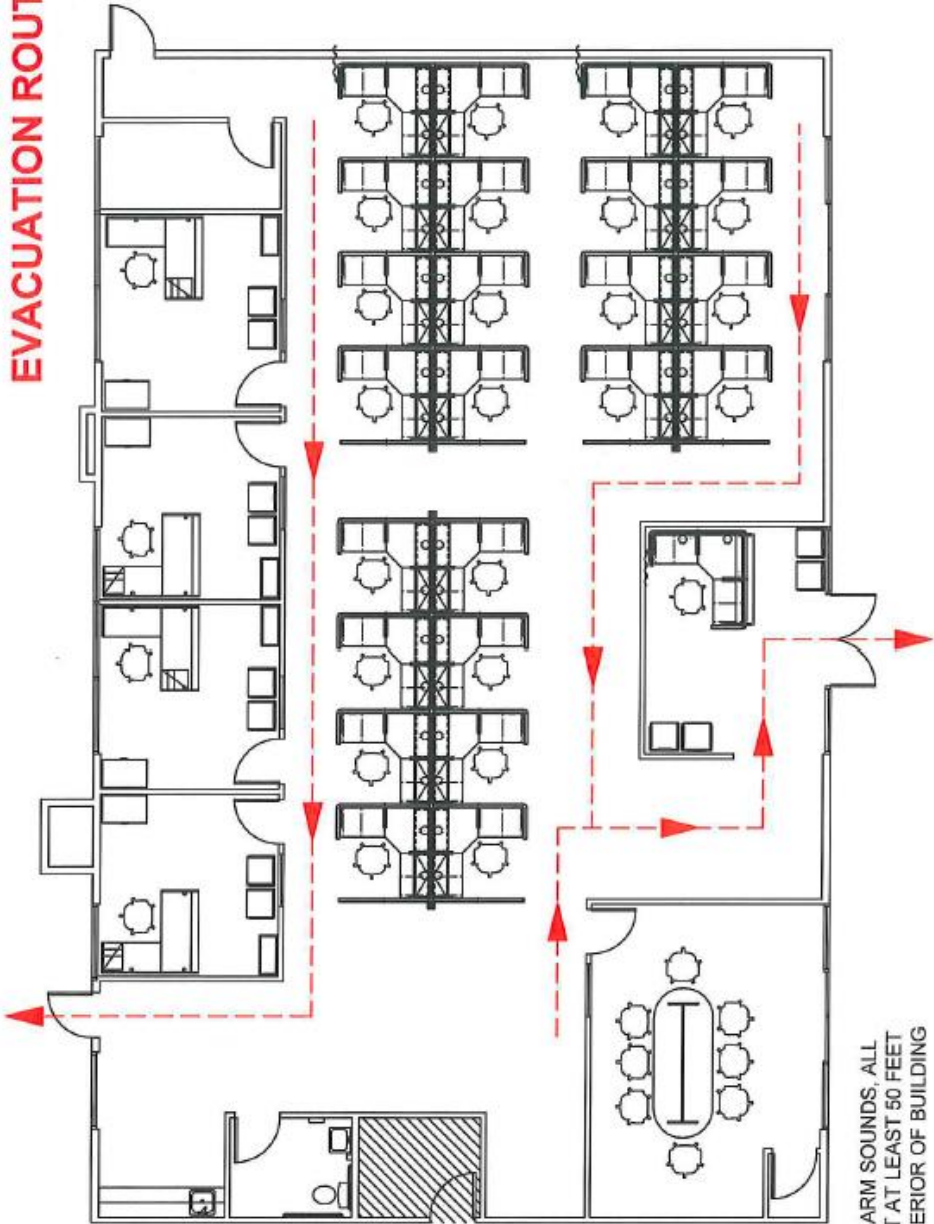 EVACUATION ROUT
ARM SOUNDS, ALL
AT LEAST 50 FEET
ERIOR OF BUILDING